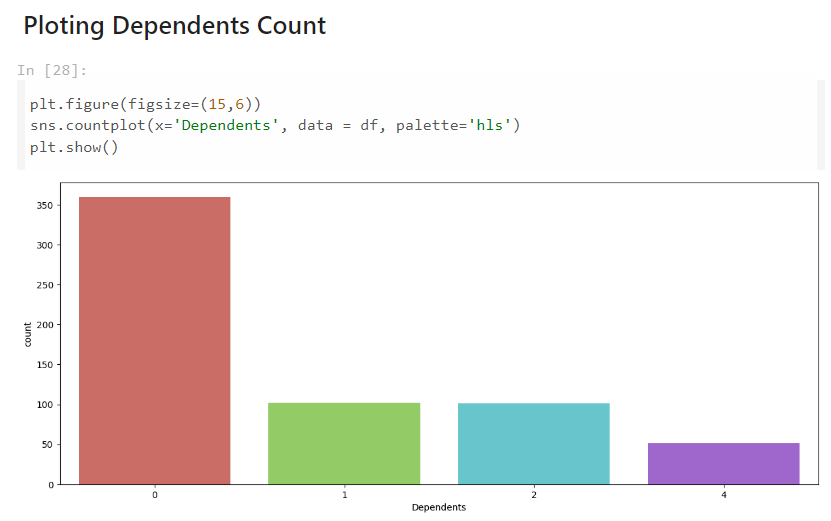 Ploting Dependents Count
In [28]:
plt.figure(figsize=(15,6))
sns.countplot(x='Dependents', data = df, palette='hls')
plt.show()
350
300
250
200
150
100
50
0
count
0 1 2 4
Dependents